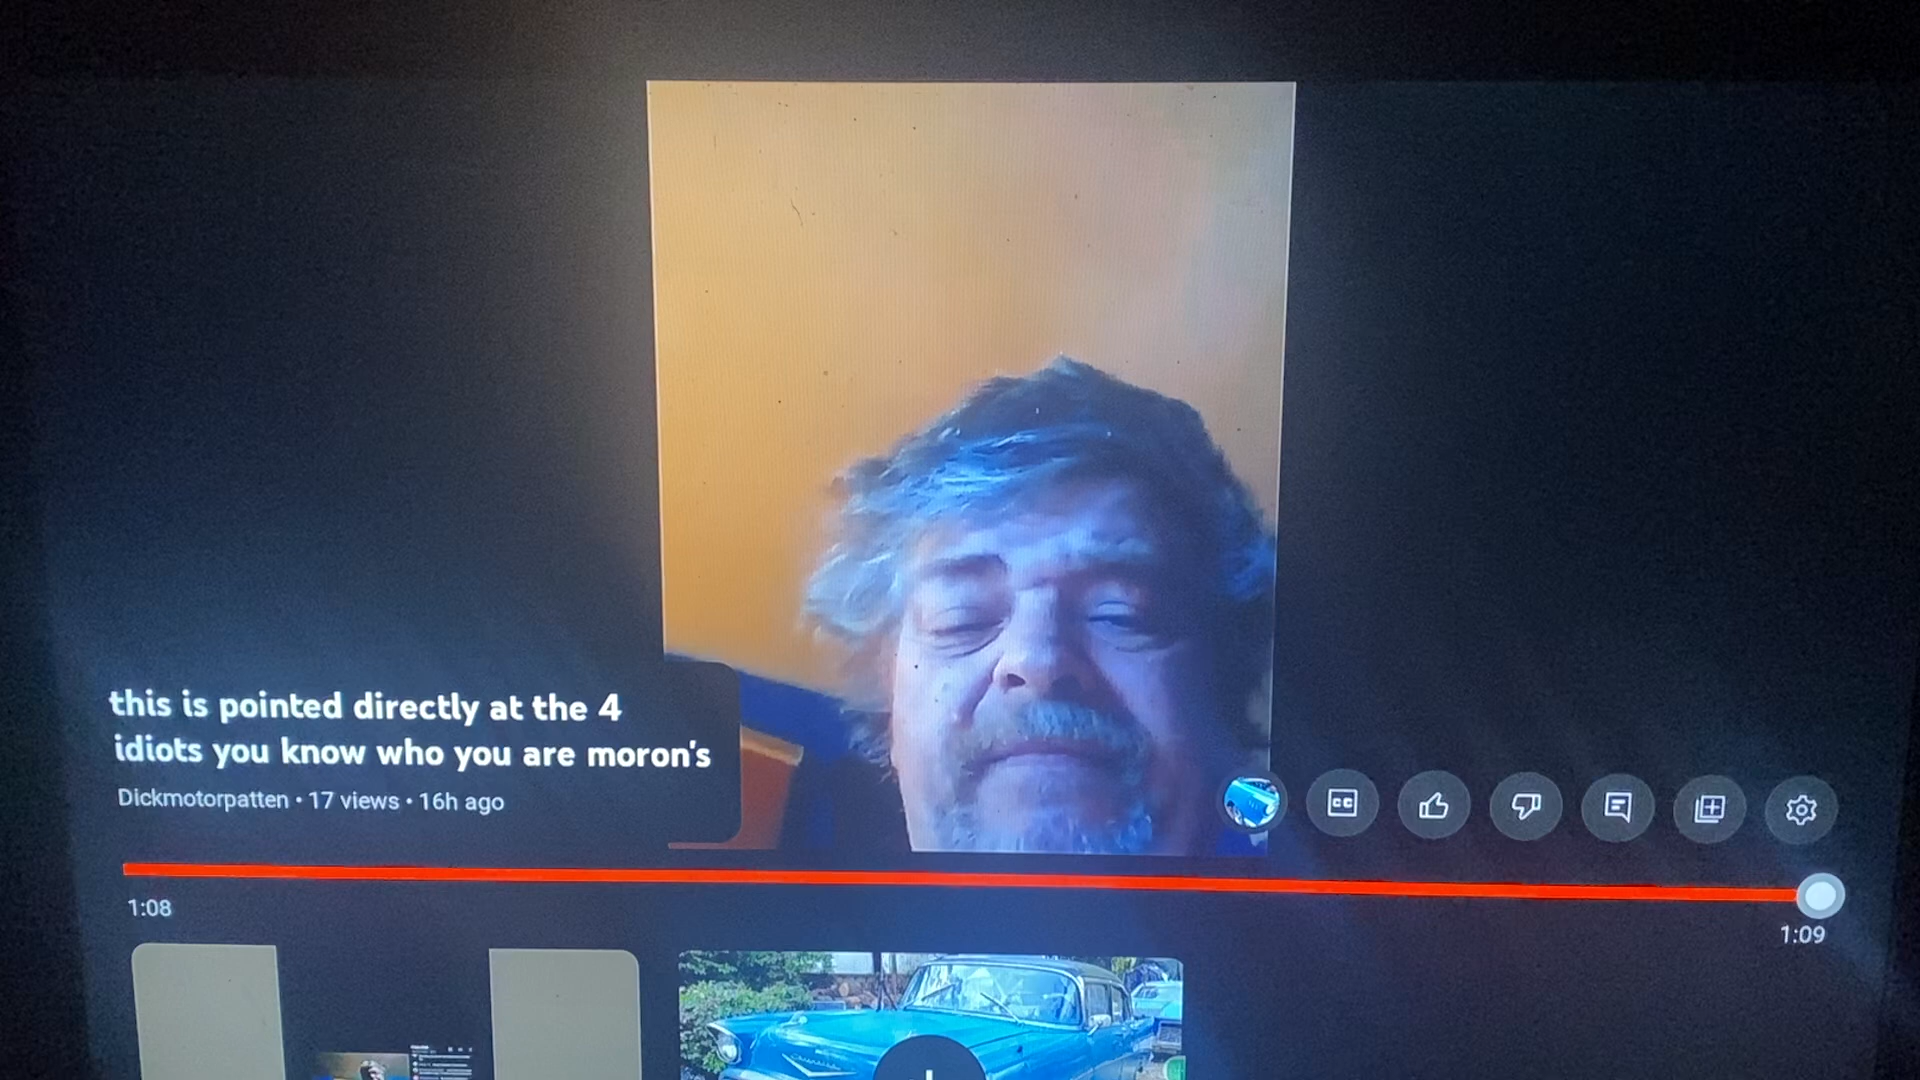 this is pointed directly at the 4
idiots you know who you are moron's
Dickmotorpatten • 17 views • 16h ago
CC
1:08
1:09